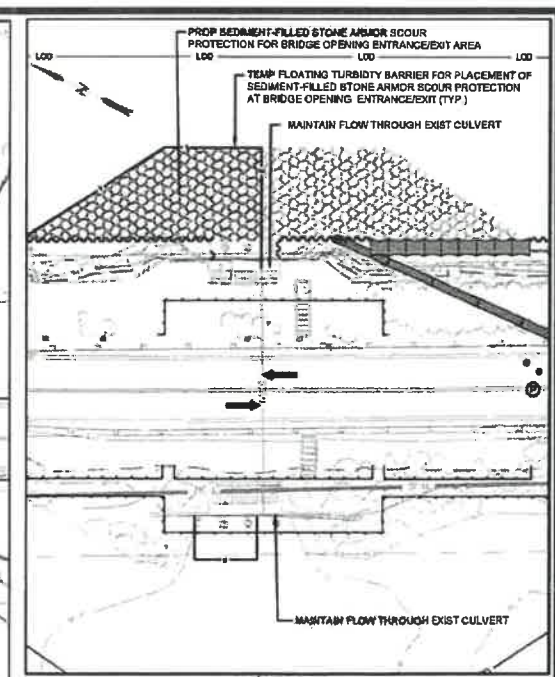 PROP SEDIMENT-FILLED STONE ARMOR SCOUR
PROTECTION FOR BRIDGE OPENING ENTRANCE/EXIT AREA
LOD LOD LOD LOD
N
TEMP FLOATING TURBIDTY BARRIER FOR PLACEMENT OF
SEDIMENT-FILLED STONE ARMOR SCOUR PROTECTION
AT BRIDGE OPENING ENTRANCE/EXIT (TYP.)
MAINTAIN FLOW THROUGH EXIST CULVERT
P
MAINTAIN FLOW THROUGH EXIST CULVERT